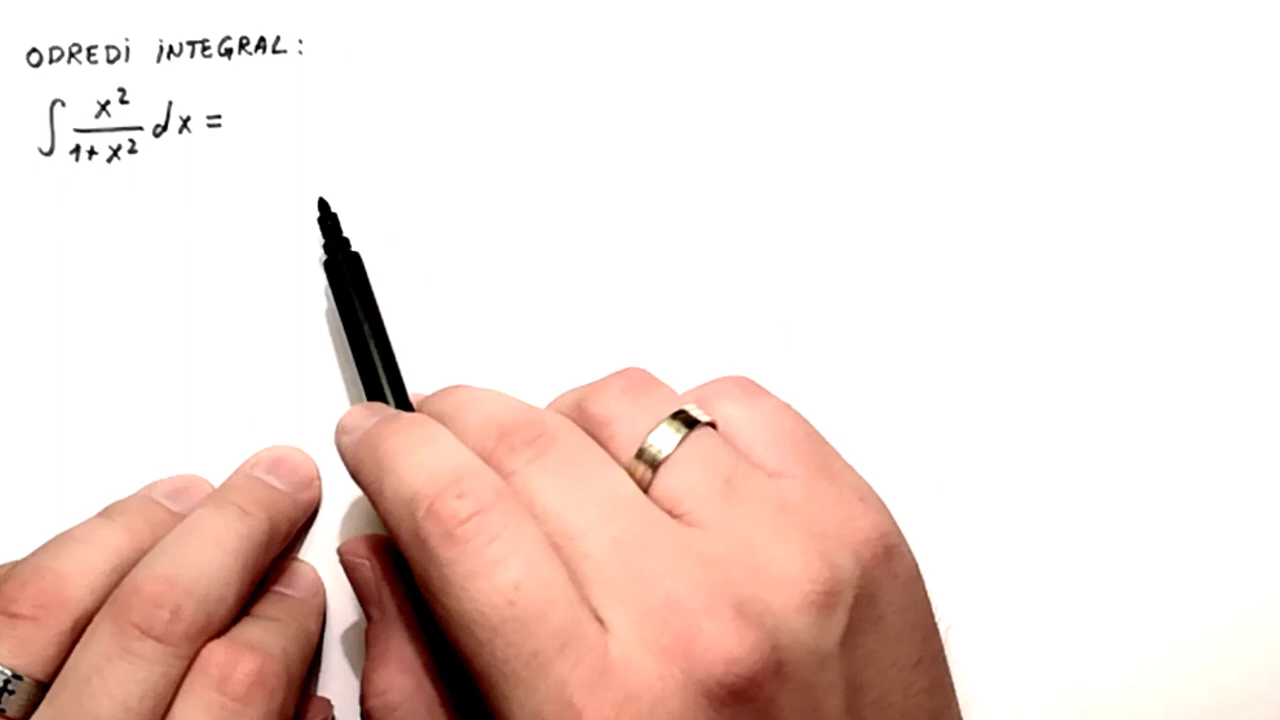 ODREDI INTEGRAL:
∫ x²/(1+x²) dx =